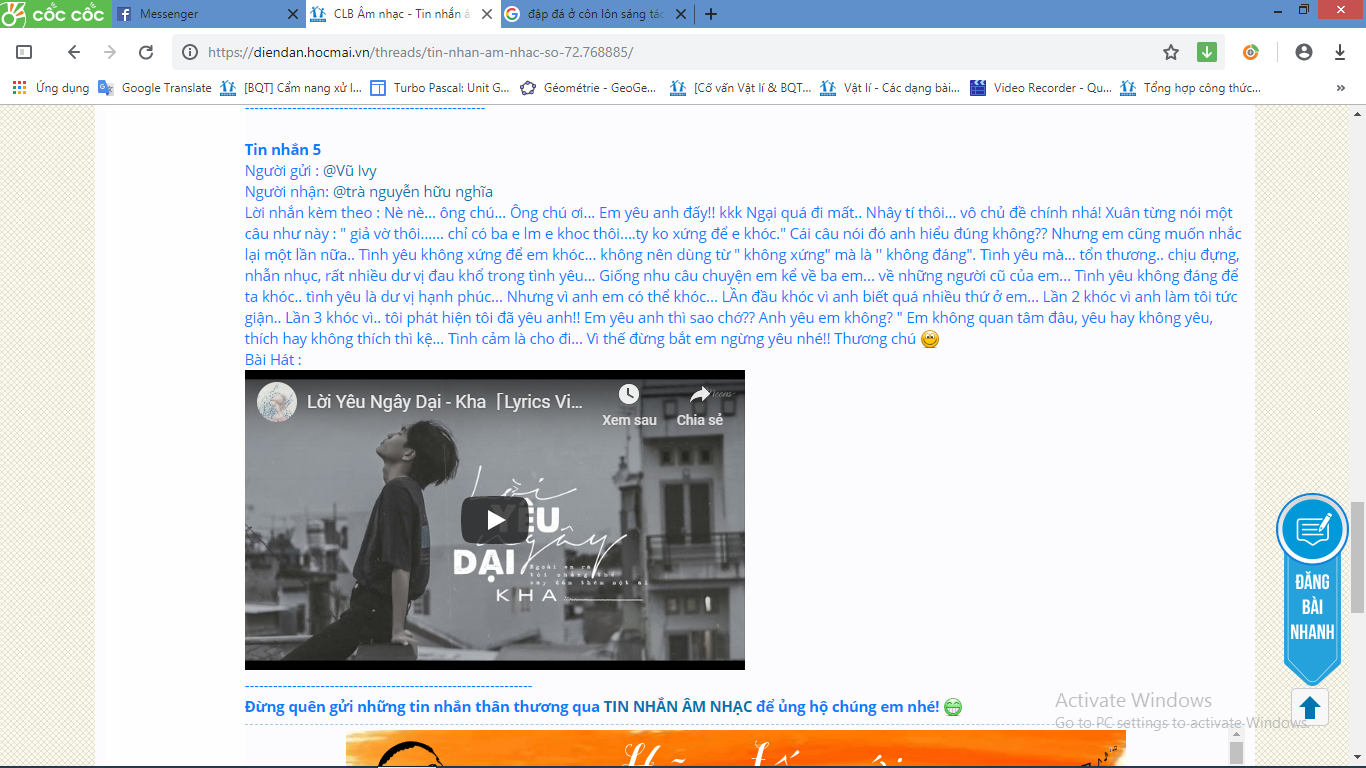 cốc cốc
Messenger
CLB Âm nhạc - Tin nhắn â
đập đá ở côn lôn sáng tác
https://diendan.hocmai.vn/threads/tin-nhan-am-nhac-so-72.768885/
Ứng dụng
Google Translate
[BQT] Cẩm nang xử l...
Turbo Pascal: Unit G...
Géométrie - GeoGe...
[Cố vấn Vật lí & BQT...
Vật lí - Các dạng bài...
Video Recorder - Qu...
Tổng hợp công thức...
Tin nhắn 5
Người gửi : @Vũ Ivy
Người nhận: @trà nguyễn hữu nghĩa
Lời nhắn kèm theo : Nè nè... ông chú... Ông chú ơi... Em yêu anh đấy!! kkk Ngại quá đi mất.. Nhây tí thôi... vô chủ đề chính nhá! Xuân từng nói một
câu như này : " giả vờ thôi...... chỉ có ba e lm e khoc thôi....ty ko xứng để e khóc." Cái câu nói đó anh hiểu đúng không?? Nhưng em cũng muốn nhắc
lại một lần nữa.. Tình yêu không xứng để em khóc... không nên dùng từ " không xứng" mà là " không đáng". Tình yêu mà... tổn thương.. chịu đựng,
nhẫn nhục, rất nhiều dư vị đau khổ trong tình yêu... Giống nhu câu chuyện em kể về ba em... về những người cũ của em... Tình yêu không đáng để
ta khóc.. tình yêu là dư vị hạnh phúc... Nhưng vì anh em có thể khóc... LẦn đầu khóc vì anh biết quá nhiều thứ ở em... Lần 2 khóc vì anh làm tôi tức
giận.. Lần 3 khóc vì.. tôi phát hiện tôi đã yêu anh!! Em yêu anh thì sao chớ?? Anh yêu em không? " Em không quan tâm đâu, yêu hay không yêu,
thích hay không thích thì kệ... Tình cảm là cho đi... Vì thế đừng bắt em ngừng yêu nhé!! Thương chú
Bài Hát :
Lời Yêu Ngây Dại - Kha「Lyrics Vi...
Xem sau
Chia sẻ
Lời
YÊU
ngây
DẠI
Ngoài em ra
tôi chẳng thể
say đắm thêm một ai
KHA
ĐĂNG
BÀI
NHANH
Đừng quên gửi những tin nhắn thân thương qua TIN NHẮN ÂM NHẠC để ủng hộ chúng em nhé!
Activate Windows
Go to PC settings to activate Windows.